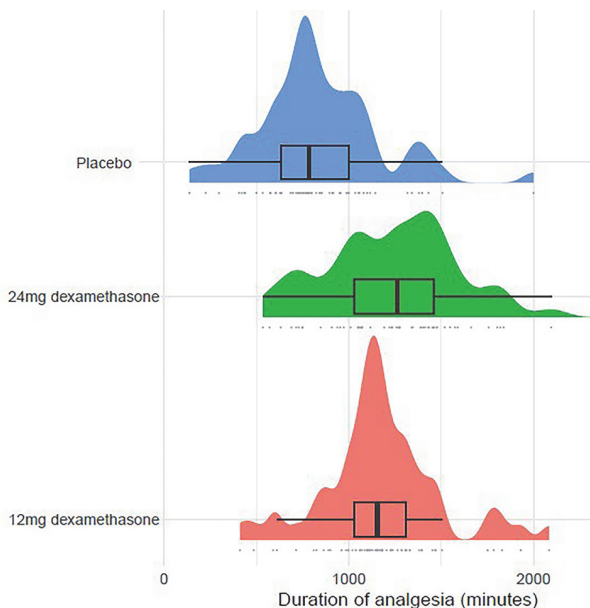 Placebo
24mg dexamethasone
12mg dexamethasone
0 1000 2000
Duration of analgesia (minutes)